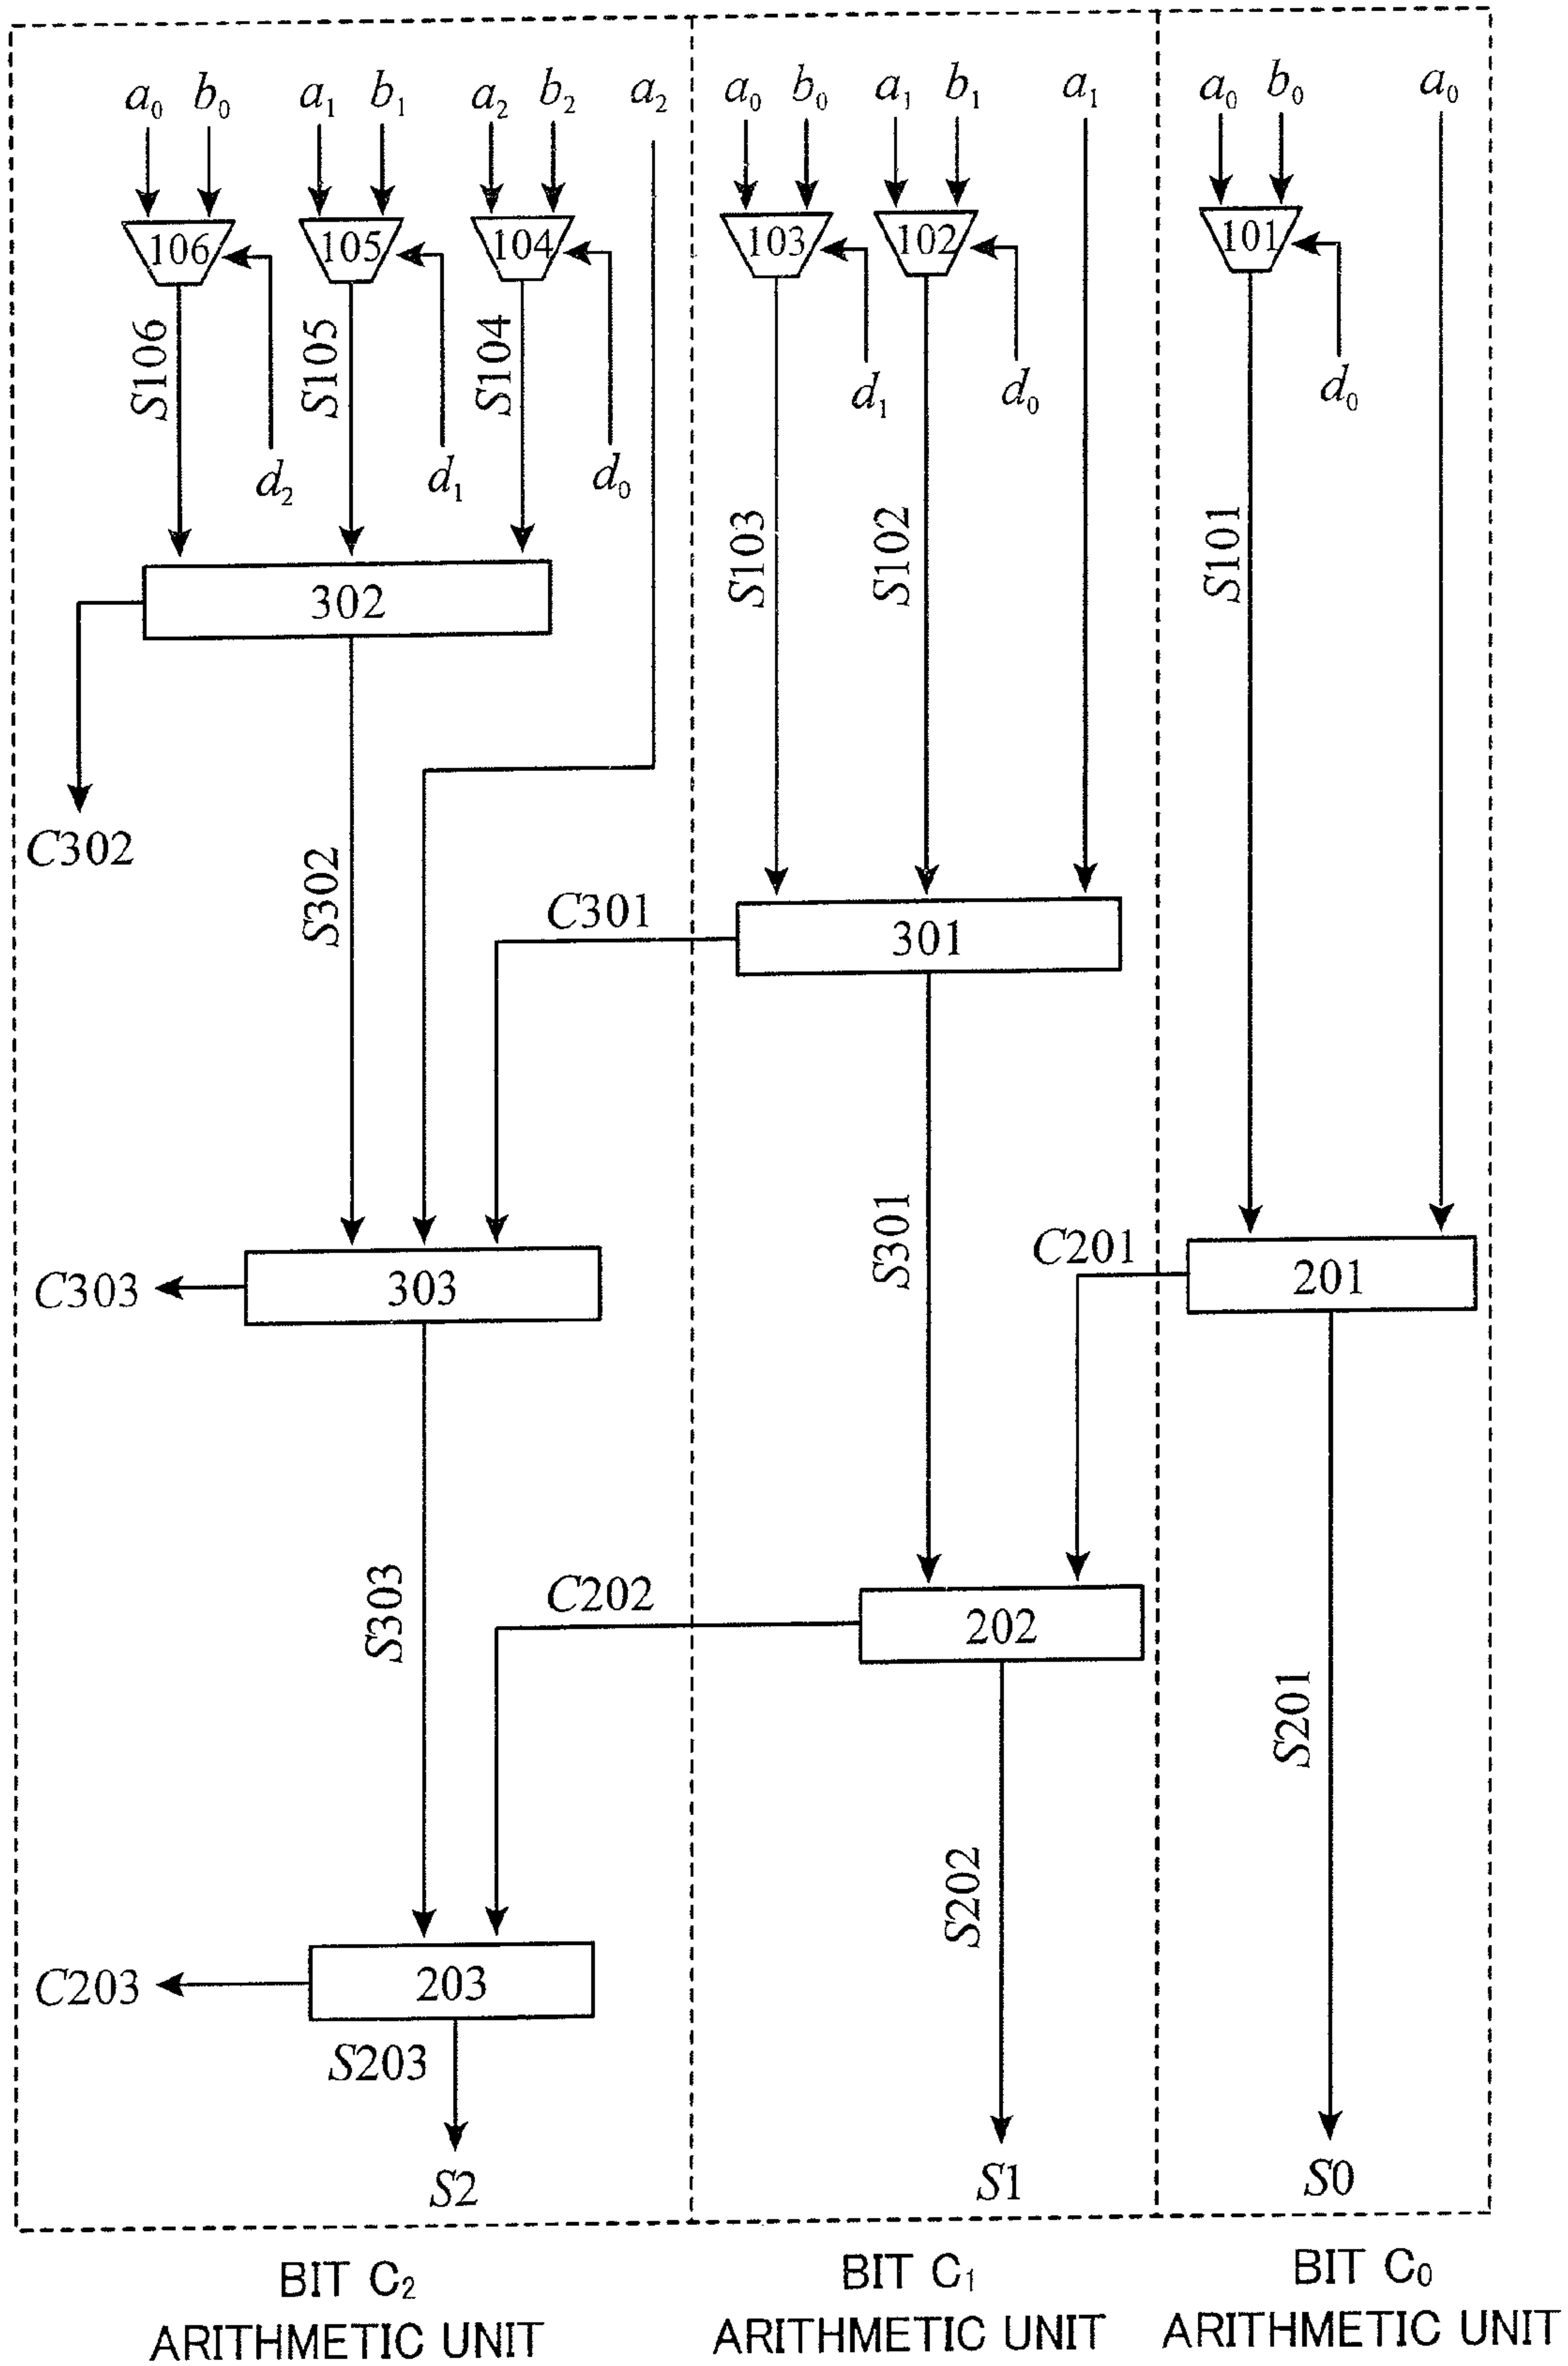 a₀ b₀ a₁ b₁ a₂ b₂ a₂ a₀ b₀ a₁ b₁ a₁ a₀ b₀ a₀
106 105 104 103 102 101
S106 S105 S104
d₂ d₁ d₀ d₁ d₀ d₀
S103 S102 S101
302
C302
S302
C301
301
S301
C201
201
C303
303
S303
C202
202
S202
S201
C203
203
S203
S2 S1 S0
BIT C₂
ARITHMETIC UNIT
BIT C₁
ARITHMETIC UNIT
BIT C₀
ARITHMETIC UNIT